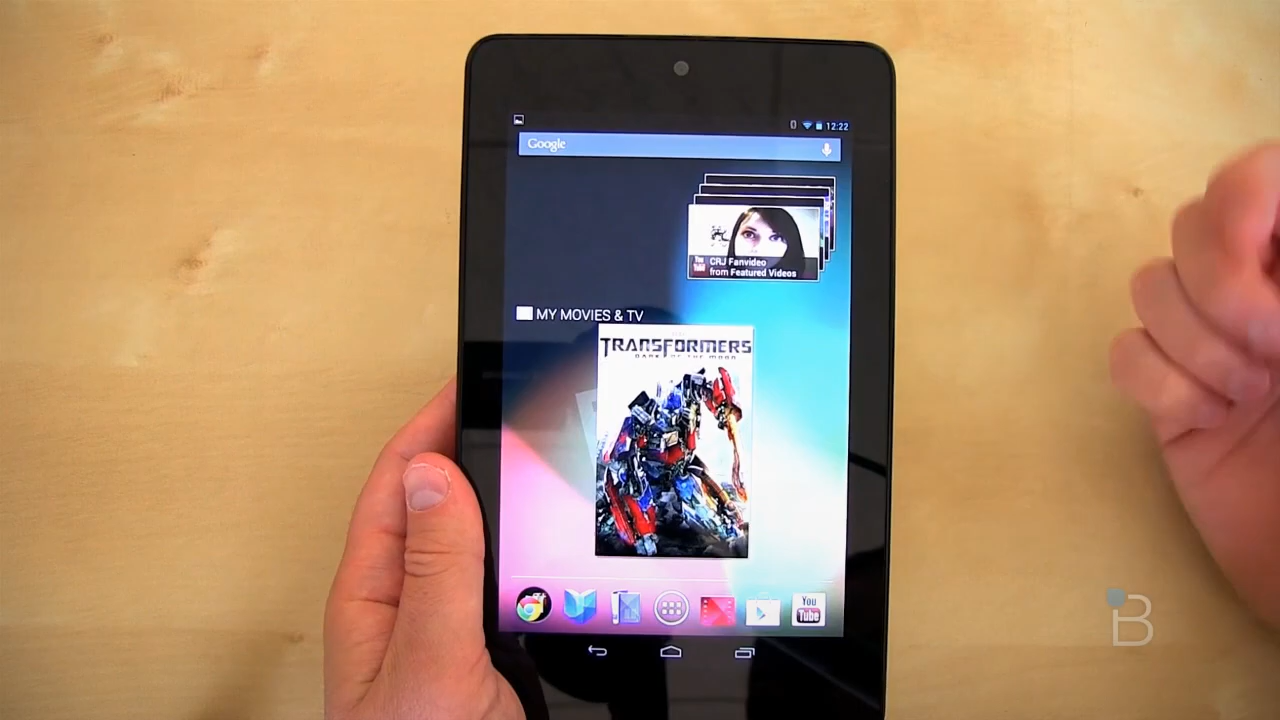 12:22
Google
CRJ Fanvideo
from Featured Videos
MY MOVIES & TV
TRANSFORMERS
DARK OF THE MOON
You
Tube
B